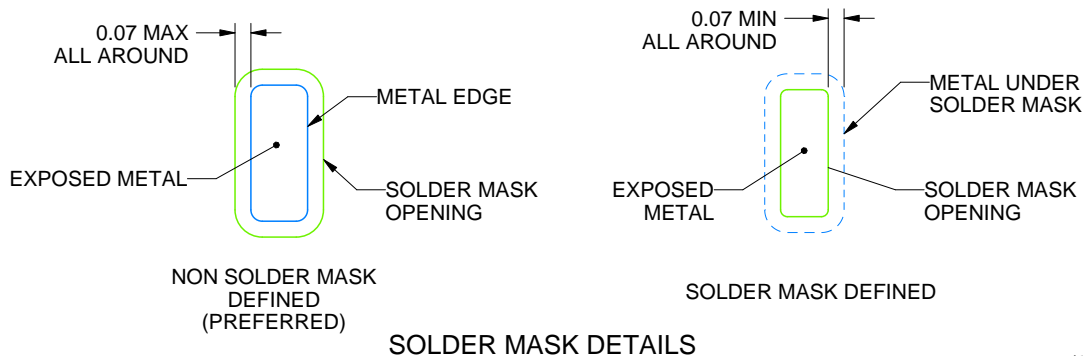 0.07 MAX
ALL AROUND
METAL EDGE
EXPOSED METAL
SOLDER MASK
OPENING
NON SOLDER MASK
DEFINED
(PREFERRED)
0.07 MIN
ALL AROUND
METAL UNDER
SOLDER MASK
EXPOSED
METAL
SOLDER MASK
OPENING
SOLDER MASK DEFINED
SOLDER MASK DETAILS